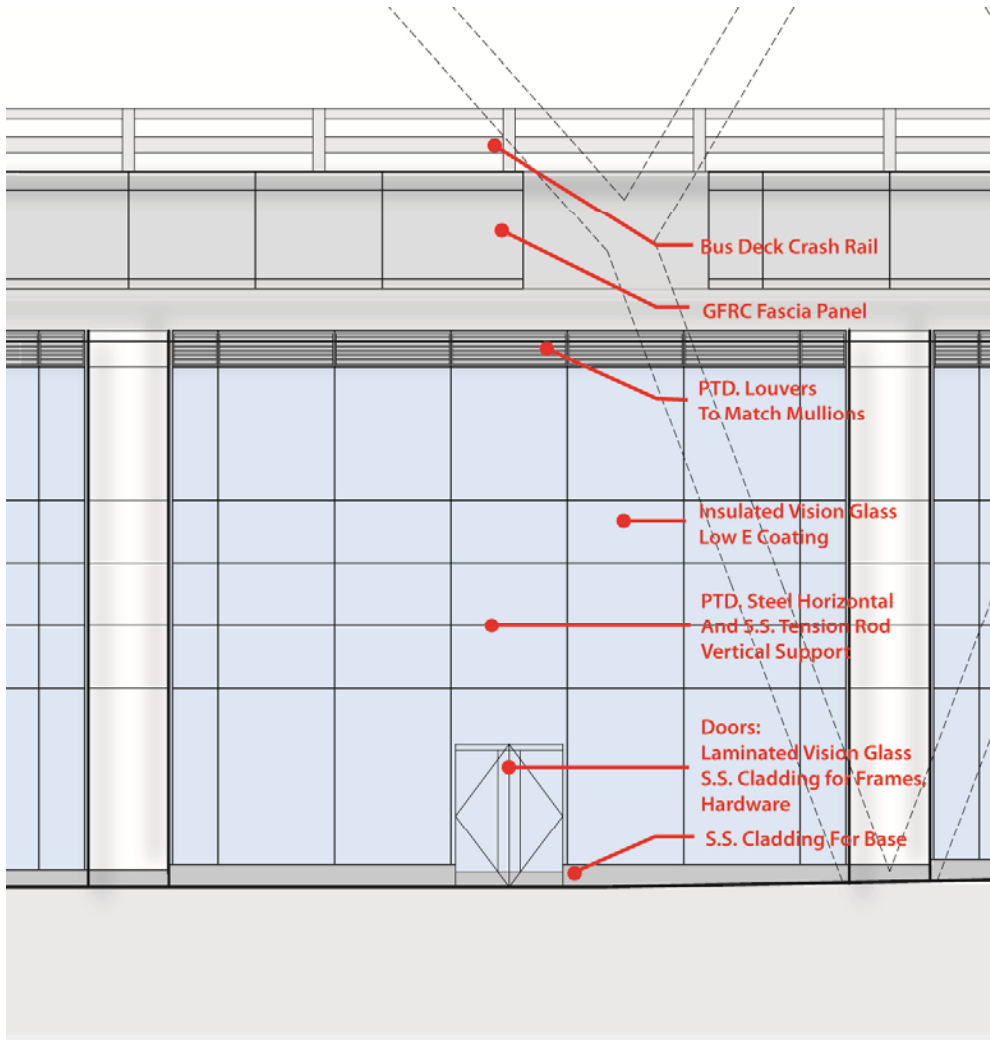 Bus Deck Crash Rail
GFRC Fascia Panel
PTD. Louvers
To Match Mullions
Insulated Vision Glass
Low E Coating
PTD. Steel Horizontal
And S.S. Tension Rod
Vertical Support
Doors:
Laminated Vision Glass
S.S. Cladding for Frames,
Hardware
S.S. Cladding For Base